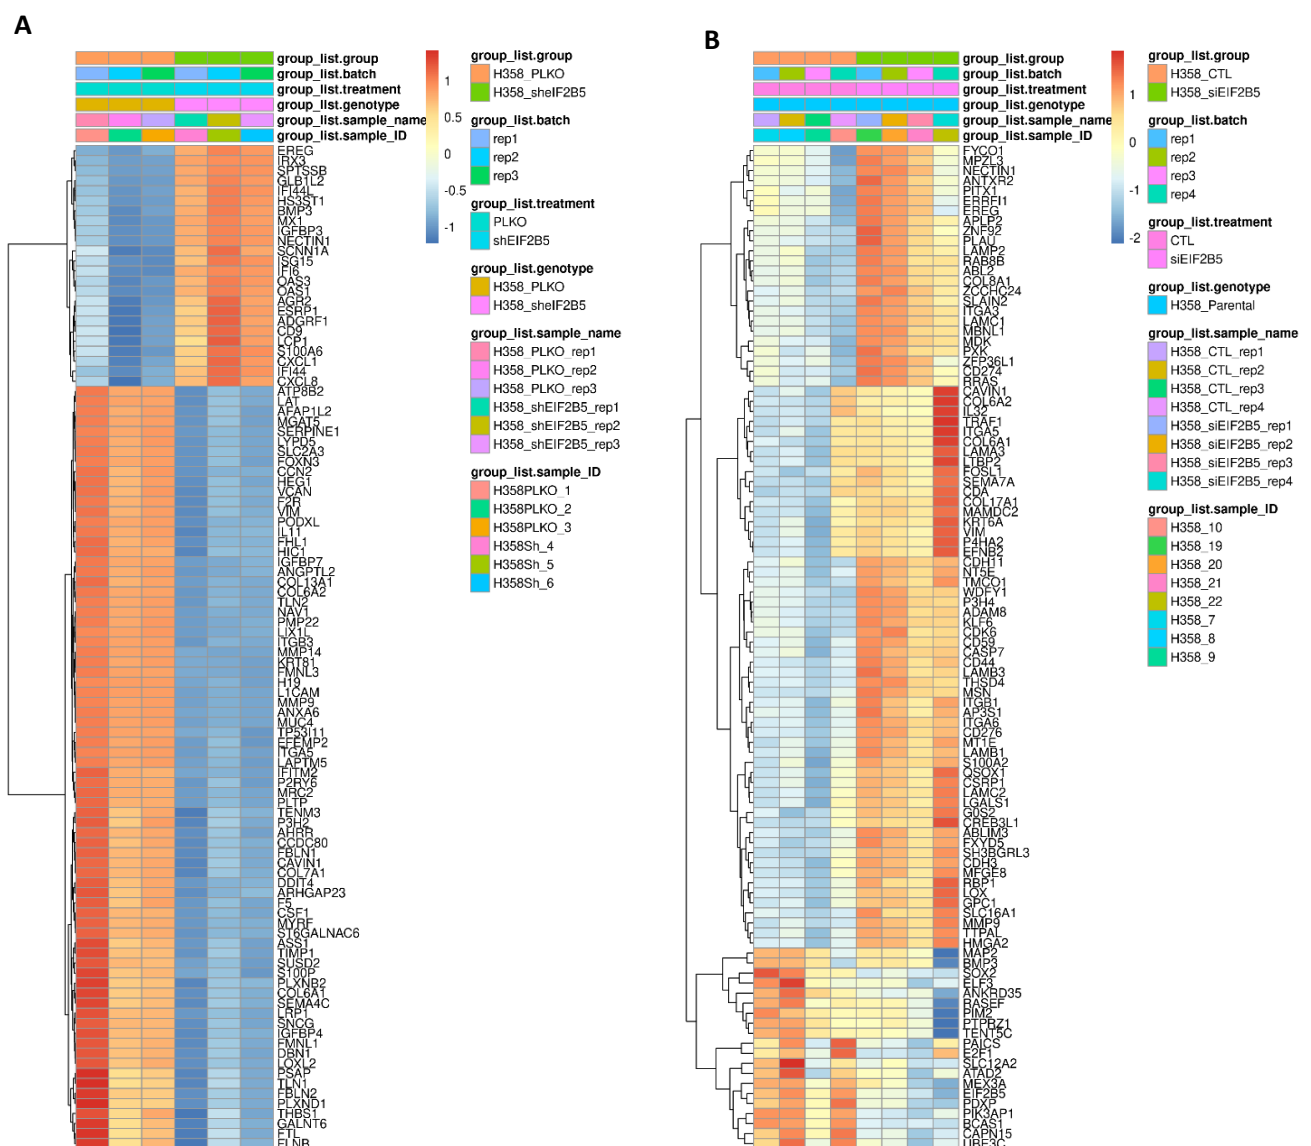 A
group_list.group
group_list.batch
group_list.treatment
group_list.genotype
group_list.sample_name
group_list.sample_ID
EREG
IRX3
SPTSSB
GLB1L2
IFI44L
HS3ST1
BMP3
MX1
IGFBP3
NECTIN1
SCNN1A
ISG15
IFI6
OAS3
OAS1
AGR2
ESRP1
ADGRF1
CD9
LCP1
S100A6
CXCL1
IFI44
CXCL8
ATP8B2
LAT
AFAP1L2
MGAT5
SERPINE1
LYPD5
SLC2A3
FOXN3
CCN2
HEG1
VCAN
F2R
VIM
PODXL
IL11
FHL1
HIC1
IGFBP7
ANGPTL2
COL13A1
COL6A2
TLN2
NAV1
PMP22
LIX1L
ITGB3
MMP14
KRT81
FMNL3
H19
L1CAM
MMP9
ANXA6
MUC4
TP53I11
EFEMP2
ITGA5
LAPTM5
IFITM2
P2RY6
MRC2
PLTP
TENM3
P3H2
AHRR
CCDC80
FBLN1
CAVIN1
COL7A1
DDIT4
ARHGAP23
F5
CSF1
MYRF
ST6GALNAC6
ASS1
TIMP1
SUSD2
S100P
PLXNB2
COL6A1
SEMA4C
LRP1
SNCG
IGFBP4
FMNL1
DBN1
LOXL2
PSAP
TLN1
FBLN2
PLXND1
THBS1
GALNT6
FTL
FLNB
1
0.5
0
-0.5
-1
group_list.group
H358_PLKO
H358_sheIF2B5
group_list.batch
rep1
rep2
rep3
group_list.treatment
PLKO
shEIF2B5
group_list.genotype
H358_PLKO
H358_sheIF2B5
group_list.sample_name
H358_PLKO_rep1
H358_PLKO_rep2
H358_PLKO_rep3
H358_shEIF2B5_rep1
H358_shEIF2B5_rep2
H358_shEIF2B5_rep3
group_list.sample_ID
H358PLKO_1
H358PLKO_2
H358PLKO_3
H358Sh_4
H358Sh_5
H358Sh_6
B
group_list.group
group_list.batch
group_list.treatment
group_list.genotype
group_list.sample_name
group_list.sample_ID
FYCO1
MPZL3
NECTIN1
ANTXR2
PITX1
ERRFI1
EREG
APLP2
ZNF92
PLAU
LAMP2
RAB8B
ABL2
COL8A1
ZCCHC24
SLAIN2
ITGA3
LAMC1
MBNL1
MDK
PXK
ZFP36L1
CD274
RRAS
CAVIN1
COL6A2
IL32
TRAF1
ITGA5
COL6A1
LAMA3
LTBP2
FOSL1
SEMA7A
CDA
COL17A1
MAMDC2
KRT6A
VIM
P4HA2
EFNB2
CDH11
NT5E
TMCO1
WDFY1
P3H4
ADAM8
KLF6
CDK6
CD59
CASP7
CD44
LAMB3
THSD4
MSN
ITGB1
AP3S1
ITGA6
CD276
MT1E
LAMB1
S100A2
QSOX1
CSRP1
LAMC2
LGALS1
G0S2
CREB3L1
ABLIM3
FXYD5
SH3BGRL3
CDH3
MFGE8
RBP1
LOX
GPC1
SLC16A1
MMP9
TTPAL
HMGA2
MAP2
BMP3
SOX2
ELF3
ANKRD35
RASEF
PIM2
PTPRZ1
TENT5C
PAICS
E2F1
SLC12A2
ATAD2
MEX3A
EIF2B5
PDXP
PIK3AP1
BCAS1
CAPN15
UBE3C
1
0
-1
-2
group_list.group
H358_CTL
H358_siEIF2B5
group_list.batch
rep1
rep2
rep3
rep4
group_list.treatment
CTL
siEIF2B5
group_list.genotype
H358_Parental
group_list.sample_name
H358_CTL_rep1
H358_CTL_rep2
H358_CTL_rep3
H358_CTL_rep4
H358_siEIF2B5_rep1
H358_siEIF2B5_rep2
H358_siEIF2B5_rep3
H358_siEIF2B5_rep4
group_list.sample_ID
H358_10
H358_19
H358_20
H358_21
H358_22
H358_7
H358_8
H358_9